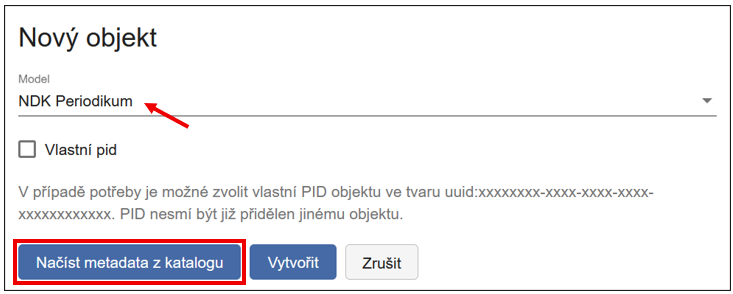 Nový objekt
Model
NDK Periodikum
Vlastní pid
V případě potřeby je možné zvolit vlastní PID objektu ve tvaru uuid:xxxxxxxx-xxxx-xxxx-xxxx-
xxxxxxxxxxxx. PID nesmí být již přidělen jinému objektu.
Načíst metadata z katalogu Vytvořit Zrušit